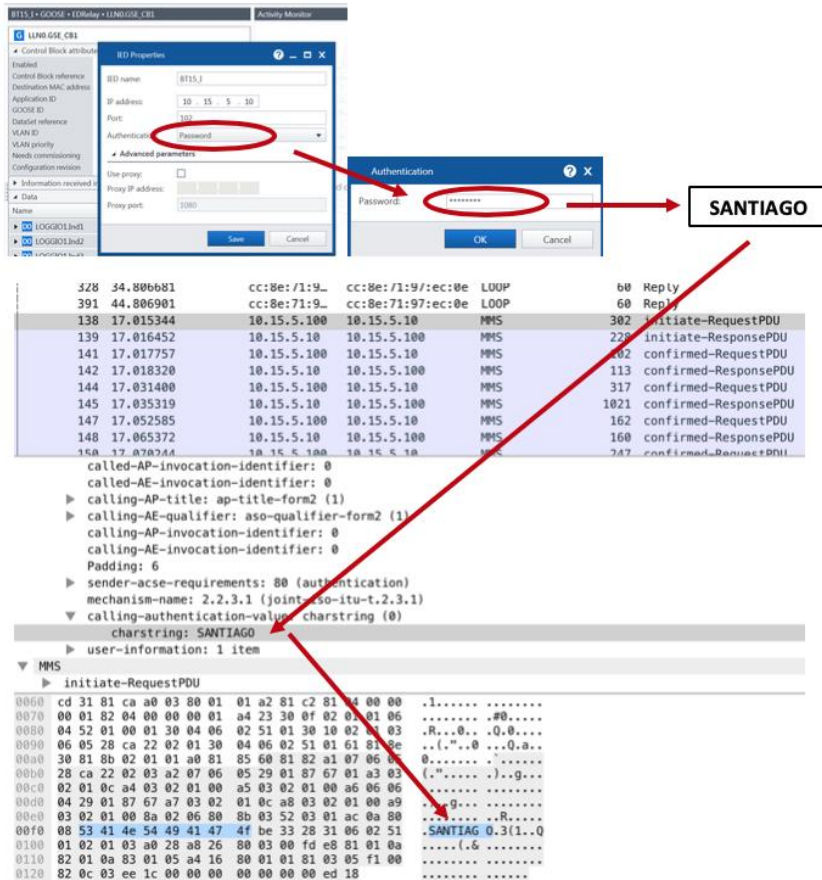 BT15_I • GOOSE • EDRelay • LLN0.GSE_CB1
Activity Monitor
G LLN0.GSE_CB1
Control Block attribute
Enabled
Control Block reference
Destination MAC address
Application ID
GOOSE ID
DataSet reference
VLAN ID
VLAN priority
Needs commissioning
Configuration revision
Information received i
Data
Name
DO LOGGIO1.Ind1
DO LOGGIO1.Ind2
DO LOGGIO1.Ind3
IED Properties
IED name: BT15_I
IP address: 10 . 15 . 5 . 10
Port: 102
Authentication Password
Advanced parameters
Use proxy:
Proxy IP address:
Proxy port: 1080
Save Cancel
Authentication
Password: ********
OK Cancel
SANTIAGO
328 34.806681 cc:8e:71:9… cc:8e:71:97:ec:0e LOOP 60 Reply
391 44.806901 cc:8e:71:9… cc:8e:71:97:ec:0e LOOP 60 Reply
138 17.015344 10.15.5.100 10.15.5.10 MMS 302 initiate-RequestPDU
139 17.016452 10.15.5.10 10.15.5.100 MMS 228 initiate-ResponsePDU
141 17.017757 10.15.5.100 10.15.5.10 MMS 102 confirmed-RequestPDU
142 17.018320 10.15.5.10 10.15.5.100 MMS 113 confirmed-ResponsePDU
144 17.031400 10.15.5.100 10.15.5.10 MMS 317 confirmed-RequestPDU
145 17.035319 10.15.5.10 10.15.5.100 MMS 1021 confirmed-ResponsePDU
147 17.052585 10.15.5.100 10.15.5.10 MMS 162 confirmed-RequestPDU
148 17.065372 10.15.5.10 10.15.5.100 MMS 160 confirmed-ResponsePDU
150 17.070244 10.15.5.100 10.15.5.10 MMS 247 confirmed-RequestPDU
called-AP-invocation-identifier: 0
called-AE-invocation-identifier: 0
calling-AP-title: ap-title-form2 (1)
calling-AE-qualifier: aso-qualifier-form2 (1)
calling-AP-invocation-identifier: 0
calling-AE-invocation-identifier: 0
Padding: 6
sender-acse-requirements: 80 (authentication)
mechanism-name: 2.2.3.1 (joint-iso-itu-t.2.3.1)
calling-authentication-value: charstring (0)
charstring: SANTIAGO
user-information: 1 item
MMS
initiate-RequestPDU
0060 cd 31 81 ca a0 03 80 01 01 a2 81 c2 81 04 00 00 .1...... ........
0070 00 01 82 04 00 00 00 01 a4 23 30 0f 02 01 01 06 ........ .#0.....
0080 04 52 01 00 01 30 04 06 02 51 01 30 10 02 01 03 .R...0.. .Q.0....
0090 06 05 28 ca 22 02 01 30 04 06 02 51 01 61 81 8e ..(."..0 ...Q.a..
00a0 30 81 8b 02 01 01 a0 81 85 60 81 82 a1 07 06 05 0....... .`......
00b0 28 ca 22 02 03 a2 07 06 05 29 01 87 67 01 a3 03 (."..... .)..g...
00c0 02 01 0c a4 03 02 01 00 a5 03 02 01 00 a6 06 06 ........ ........
00d0 04 29 01 87 67 a7 03 02 01 0c a8 03 02 01 00 a9 .)..g... ........
00e0 03 02 01 00 8a 02 06 80 8b 03 52 03 01 ac 0a 80 ........ ..R.....
00f0 08 53 41 4e 54 49 41 47 4f be 33 28 31 06 02 51 .SANTIAG O.3(1..Q
0100 01 02 01 03 a0 28 a8 26 80 03 00 fd e8 81 01 0a .....(.& ........
0110 82 01 0a 83 01 05 a4 16 80 01 01 81 03 05 f1 00 ........ ........
0120 82 0c 03 ee 1c 00 00 00 00 00 00 00 ed 18 ........ ......